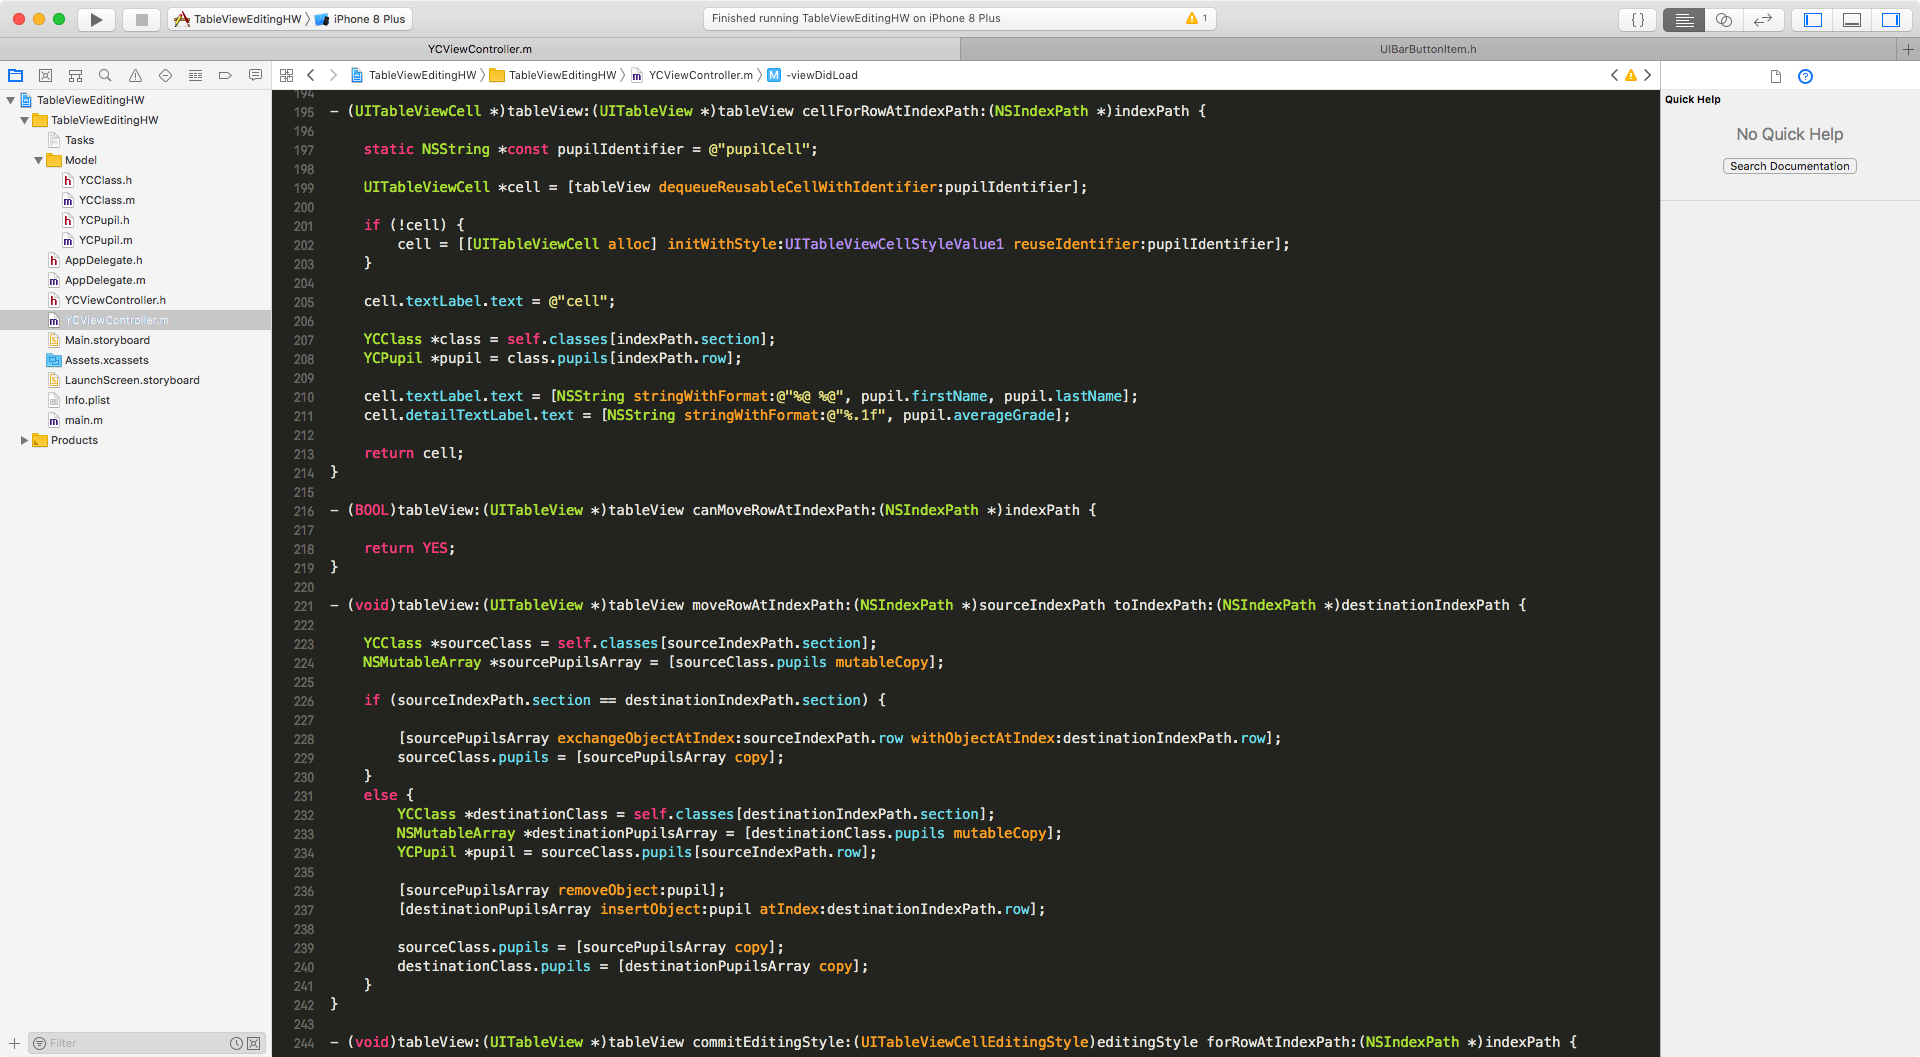 TableViewEditingHW
iPhone 8 Plus
Finished running TableViewEditingHW on iPhone 8 Plus
1
{ }
YCViewController.m
UIBarButtonItem.h
TableViewEditingHW
TableViewEditingHW
YCViewController.m
M
-viewDidLoad
TableViewEditingHW
TableViewEditingHW
Tasks
Model
YCClass.h
YCClass.m
YCPupil.h
YCPupil.m
AppDelegate.h
AppDelegate.m
YCViewController.h
YCViewController.m
Main.storyboard
Assets.xcassets
LaunchScreen.storyboard
Info.plist
main.m
Products
Filter
194
195 - (UITableViewCell *)tableView:(UITableView *)tableView cellForRowAtIndexPath:(NSIndexPath *)indexPath {
196
197 static NSString *const pupilIdentifier = @"pupilCell";
198
199 UITableViewCell *cell = [tableView dequeueReusableCellWithIdentifier:pupilIdentifier];
200
201 if (!cell) {
202 cell = [[UITableViewCell alloc] initWithStyle:UITableViewCellStyleValue1 reuseIdentifier:pupilIdentifier];
203 }
204
205 cell.textLabel.text = @"cell";
206
207 YCClass *class = self.classes[indexPath.section];
208 YCPupil *pupil = class.pupils[indexPath.row];
209
210 cell.textLabel.text = [NSString stringWithFormat:@"%@ %@", pupil.firstName, pupil.lastName];
211 cell.detailTextLabel.text = [NSString stringWithFormat:@"%.1f", pupil.averageGrade];
212
213 return cell;
214 }
215
216 - (BOOL)tableView:(UITableView *)tableView canMoveRowAtIndexPath:(NSIndexPath *)indexPath {
217
218 return YES;
219 }
220
221 - (void)tableView:(UITableView *)tableView moveRowAtIndexPath:(NSIndexPath *)sourceIndexPath toIndexPath:(NSIndexPath *)destinationIndexPath {
222
223 YCClass *sourceClass = self.classes[sourceIndexPath.section];
224 NSMutableArray *sourcePupilsArray = [sourceClass.pupils mutableCopy];
225
226 if (sourceIndexPath.section == destinationIndexPath.section) {
227
228 [sourcePupilsArray exchangeObjectAtIndex:sourceIndexPath.row withObjectAtIndex:destinationIndexPath.row];
229 sourceClass.pupils = [sourcePupilsArray copy];
230 }
231 else {
232 YCClass *destinationClass = self.classes[destinationIndexPath.section];
233 NSMutableArray *destinationPupilsArray = [destinationClass.pupils mutableCopy];
234 YCPupil *pupil = sourceClass.pupils[sourceIndexPath.row];
235
236 [sourcePupilsArray removeObject:pupil];
237 [destinationPupilsArray insertObject:pupil atIndex:destinationIndexPath.row];
238
239 sourceClass.pupils = [sourcePupilsArray copy];
240 destinationClass.pupils = [destinationPupilsArray copy];
241 }
242 }
243
244 - (void)tableView:(UITableView *)tableView commitEditingStyle:(UITableViewCellEditingStyle)editingStyle forRowAtIndexPath:(NSIndexPath *)indexPath {
Quick Help
No Quick Help
Search Documentation